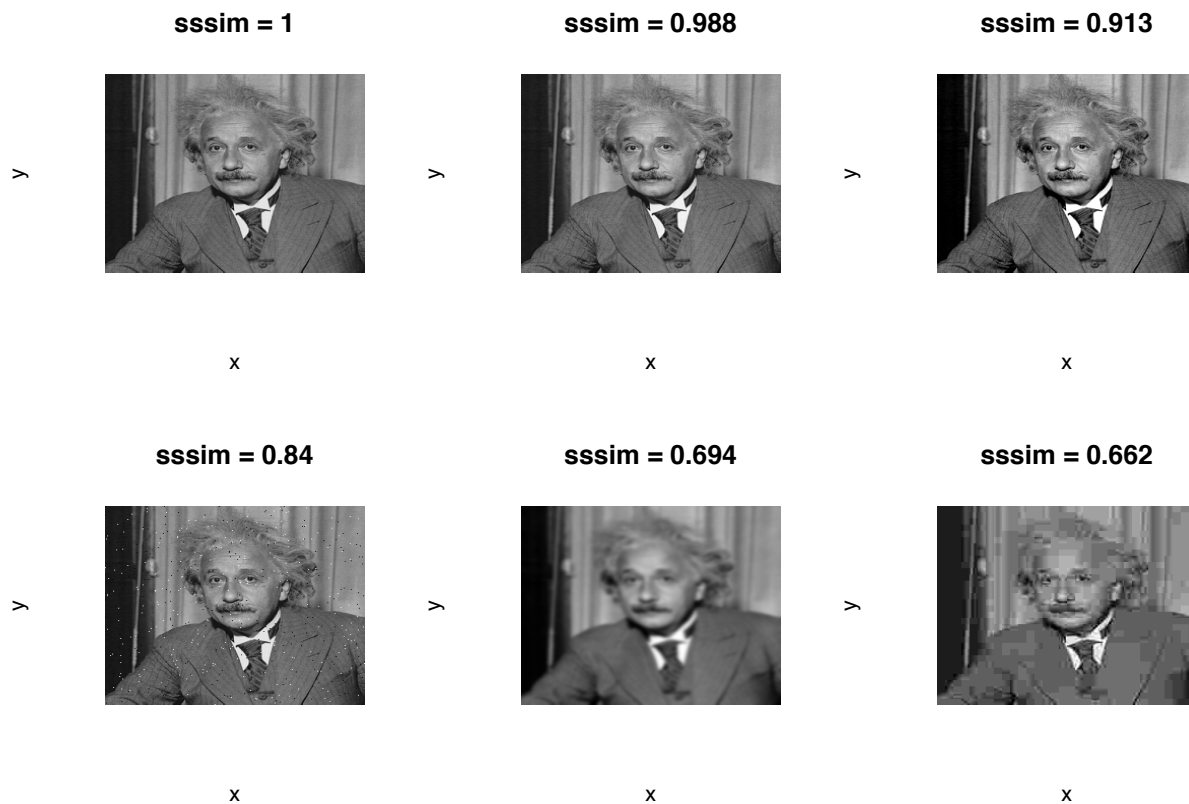 sssim = 1
sssim = 0.988
sssim = 0.913
y
y
y
x
x
x
sssim = 0.84
sssim = 0.694
sssim = 0.662
y
y
y
x
x
x